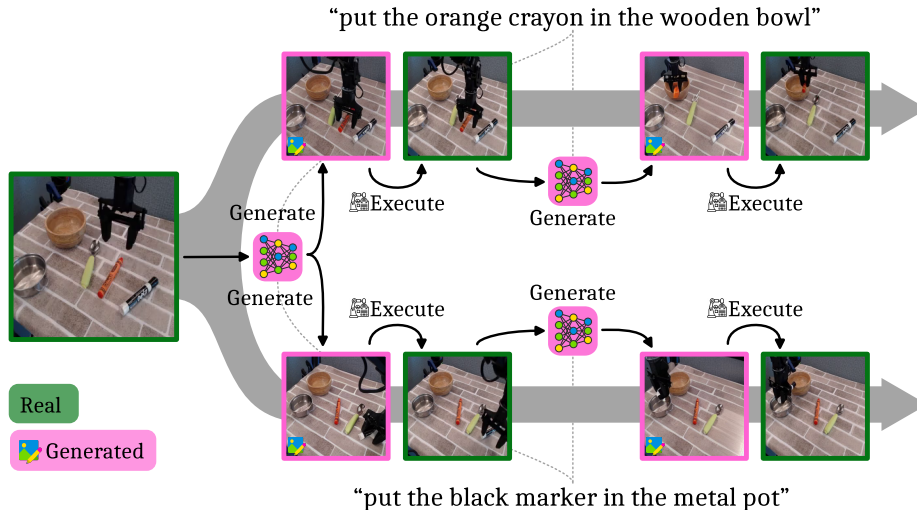 “put the orange crayon in the wooden bowl”
Execute
Execute
Generate
Generate
Generate
Execute
Generate
Execute
Real
Generated
“put the black marker in the metal pot”